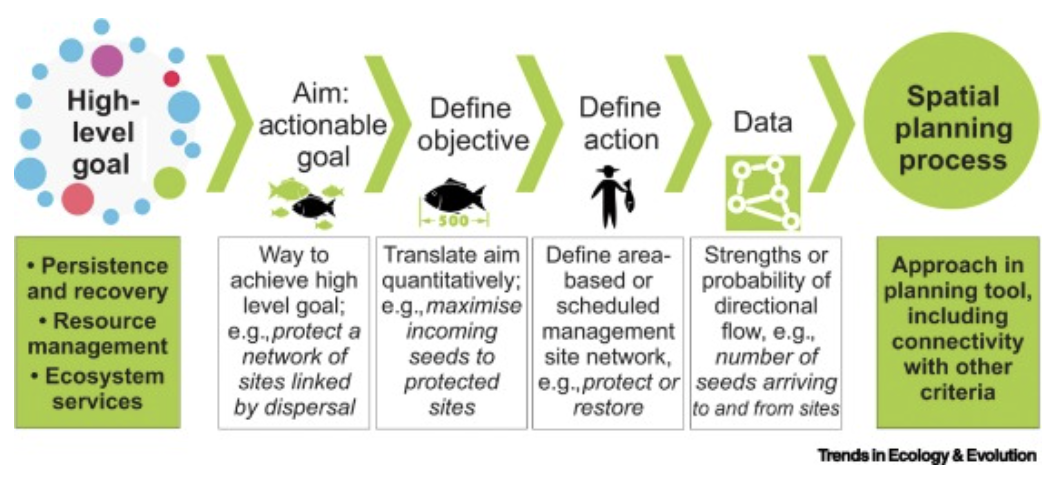 High-
level
goal
Aim:
actionable
goal
Define
objective
Define
action
Data
Spatial
planning
process
500
• Persistence
and recovery
• Resource
management
• Ecosystem
services
Way to
achieve high
level goal;
e.g., protect a
network of
sites linked
by dispersal
Translate aim
quantitatively;
e.g., maximise
incoming
seeds to
protected
sites
Define area-
based or
scheduled
management
site network,
e.g., protect or
restore
Strengths or
probability of
directional
flow, e.g.,
number of
seeds arriving
to and from sites
Approach in
planning tool,
including
connectivity
with other
criteria
Trends in Ecology & Evolution